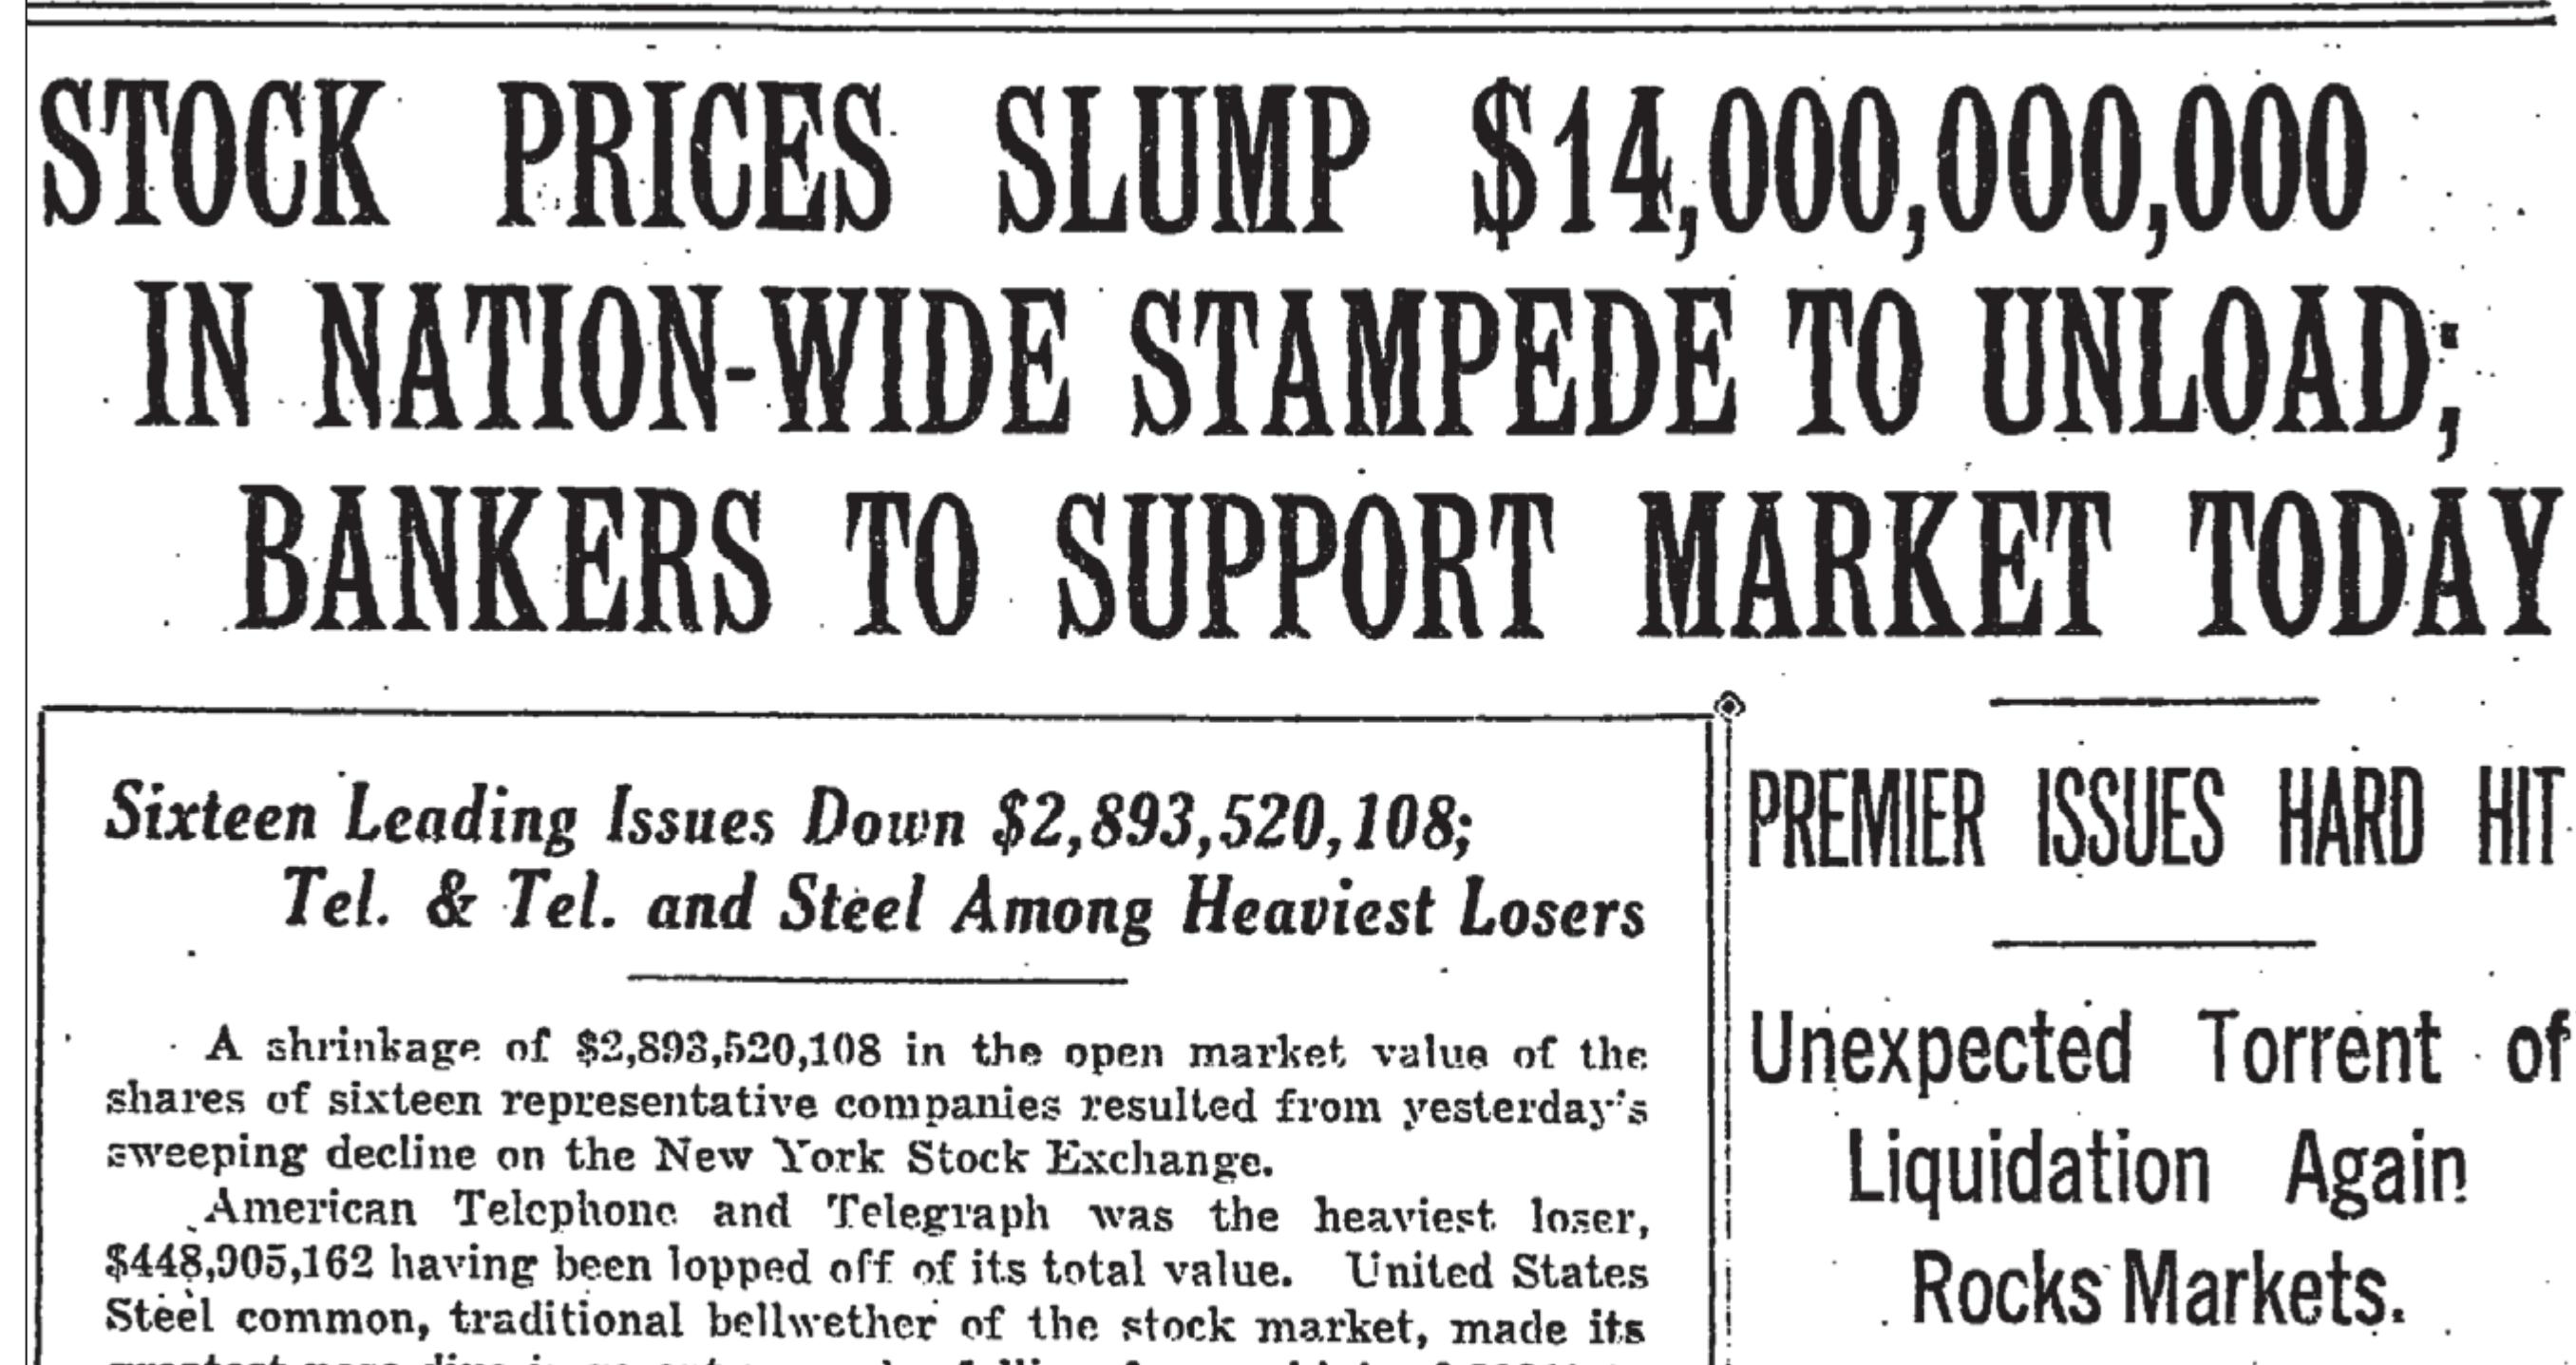 STOCK PRICES SLUMP $14,000,000,000
IN NATION-WIDE STAMPEDE TO UNLOAD;
BANKERS TO SUPPORT MARKET TODAY
Sixteen Leading Issues Down $2,893,520,108;
Tel. & Tel. and Steel Among Heaviest Losers
A shrinkage of $2,893,520,108 in the open market value of the
shares of sixteen representative companies resulted from yesterday's
sweeping decline on the New York Stock Exchange.
American Telephone and Telegraph was the heaviest loser,
$448,905,162 having been lopped off of its total value. United States
Steel common, traditional bellwether of the stock market, made its
PREMIER ISSUES HARD HIT
Unexpected Torrent of
Liquidation Again
Rocks Markets.